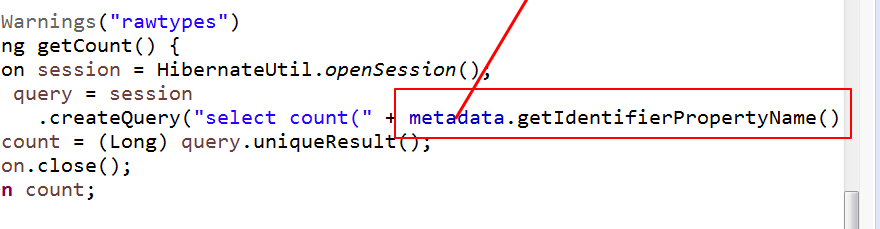 Warnings("rawtypes")
ng getCount() {
on session = HibernateUtil.openSession();
query = session
.createQuery("select count(" + metadata.getIdentifierPropertyName()
count = (Long) query.uniqueResult();
on.close();
n count;